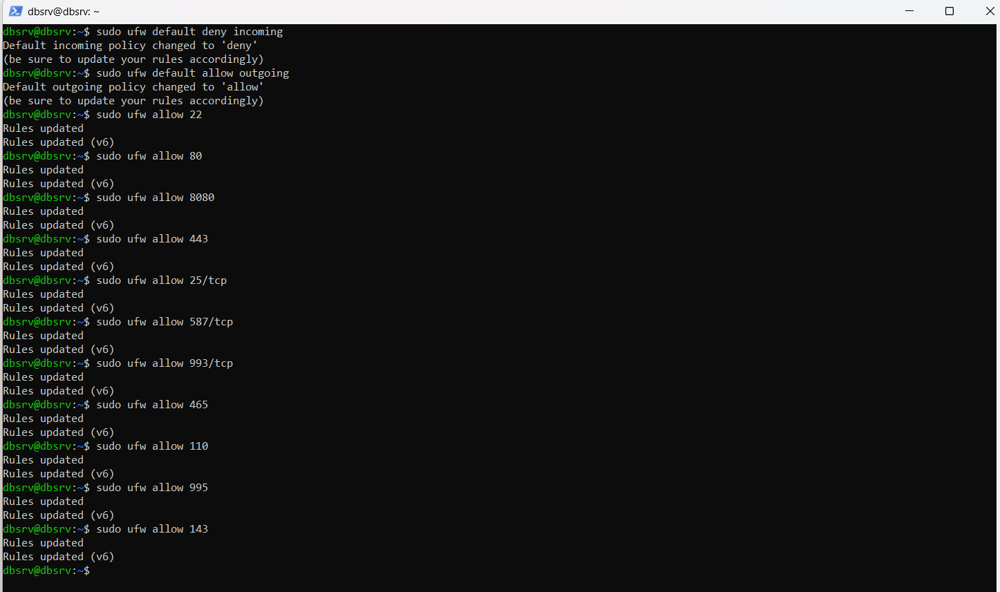 dbsrv@dbsrv: ~
dbsrv@dbsrv:~$ sudo ufw default deny incoming
Default incoming policy changed to 'deny'
(be sure to update your rules accordingly)
dbsrv@dbsrv:~$ sudo ufw default allow outgoing
Default outgoing policy changed to 'allow'
(be sure to update your rules accordingly)
dbsrv@dbsrv:~$ sudo ufw allow 22
Rules updated
Rules updated (v6)
dbsrv@dbsrv:~$ sudo ufw allow 80
Rules updated
Rules updated (v6)
dbsrv@dbsrv:~$ sudo ufw allow 8080
Rules updated
Rules updated (v6)
dbsrv@dbsrv:~$ sudo ufw allow 443
Rules updated
Rules updated (v6)
dbsrv@dbsrv:~$ sudo ufw allow 25/tcp
Rules updated
Rules updated (v6)
dbsrv@dbsrv:~$ sudo ufw allow 587/tcp
Rules updated
Rules updated (v6)
dbsrv@dbsrv:~$ sudo ufw allow 993/tcp
Rules updated
Rules updated (v6)
dbsrv@dbsrv:~$ sudo ufw allow 465
Rules updated
Rules updated (v6)
dbsrv@dbsrv:~$ sudo ufw allow 110
Rules updated
Rules updated (v6)
dbsrv@dbsrv:~$ sudo ufw allow 995
Rules updated
Rules updated (v6)
dbsrv@dbsrv:~$ sudo ufw allow 143
Rules updated
Rules updated (v6)
dbsrv@dbsrv:~$